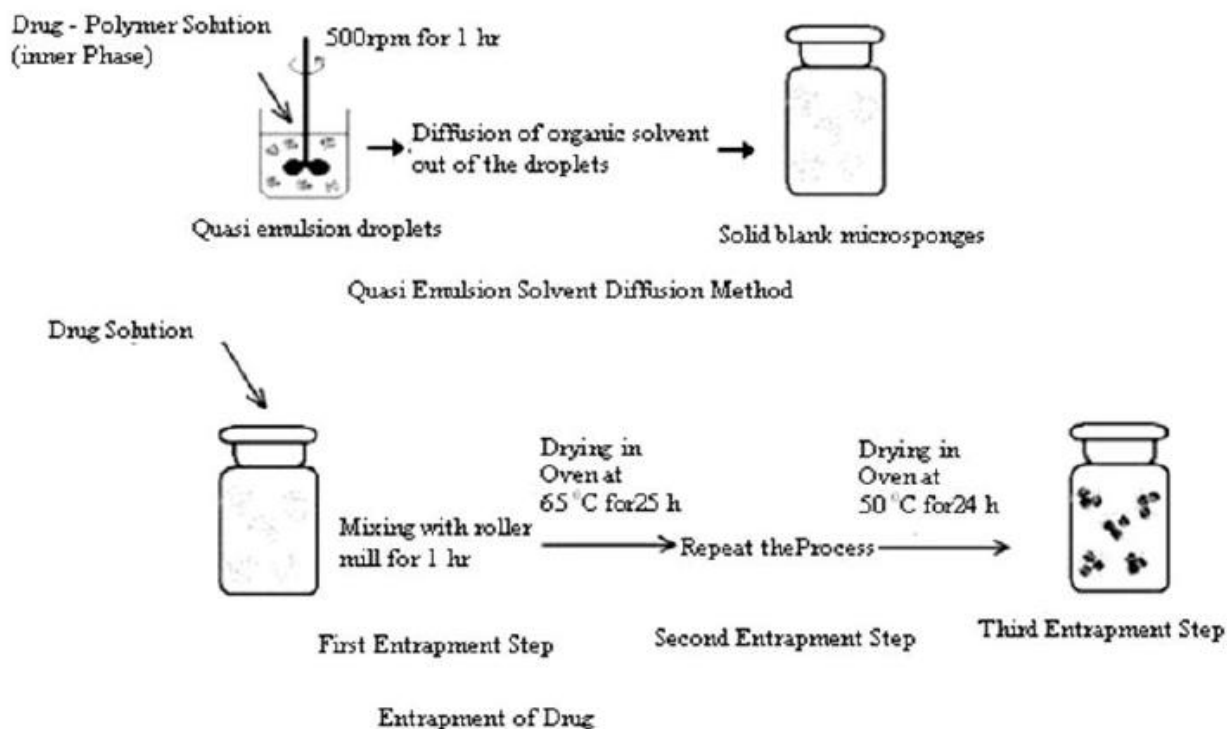 Drug - Polymer Solution
(inner Phase)
500rpm for 1 hr
Diffusion of organic solvent
out of the droplets
Quasi emulsion droplets
Solid blank microsponges
Quasi Emulsion Solvent Diffusion Method
Drug Solution
Mixing with roller
mill for 1 hr
Drying in
Oven at
65 °C for25 h
Repeat theProcess
Drying in
Oven at
50 °C for24 h
First Entrapment Step
Second Entrapment Step
Third Entrapment Step
Entrapment of Drug